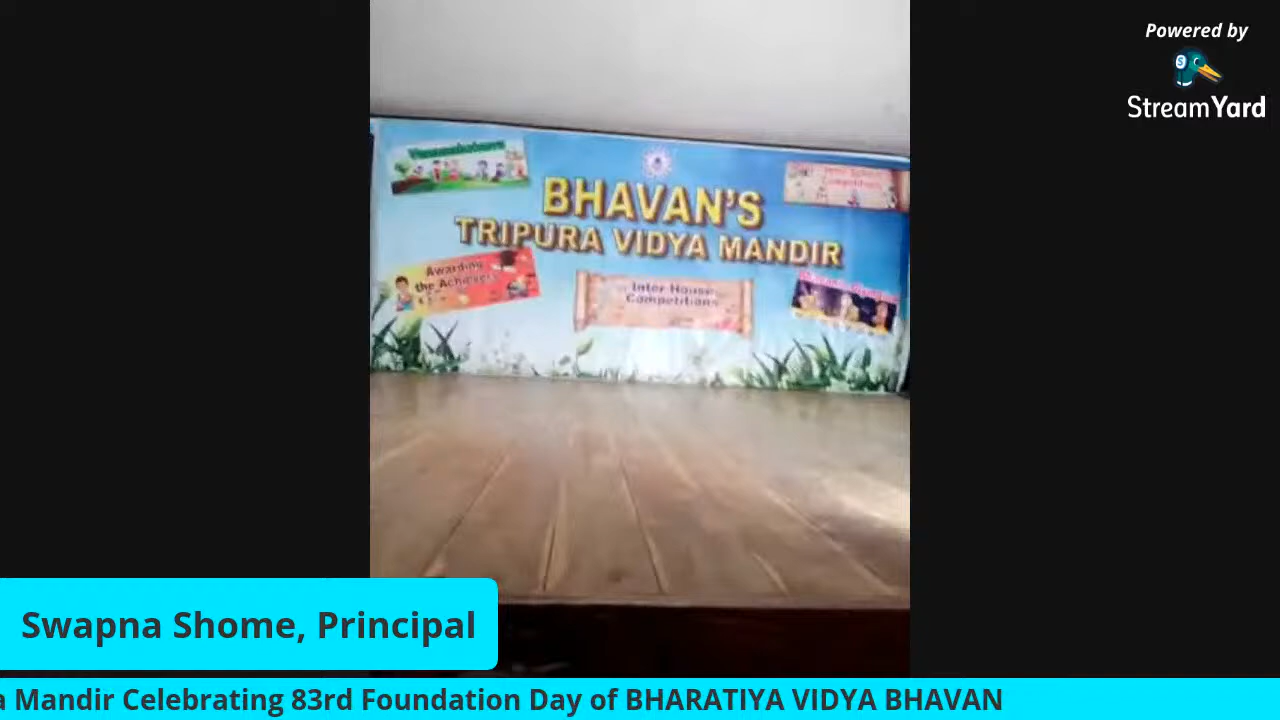 Powered by
StreamYard
BHAVAN'S
TRIPURA VIDYA MANDIR
Awarding
the Achievers
Inter House
Competitions
Swapna Shome, Principal
a Mandir Celebrating 83rd Foundation Day of BHARATIYA VIDYA BHAVAN